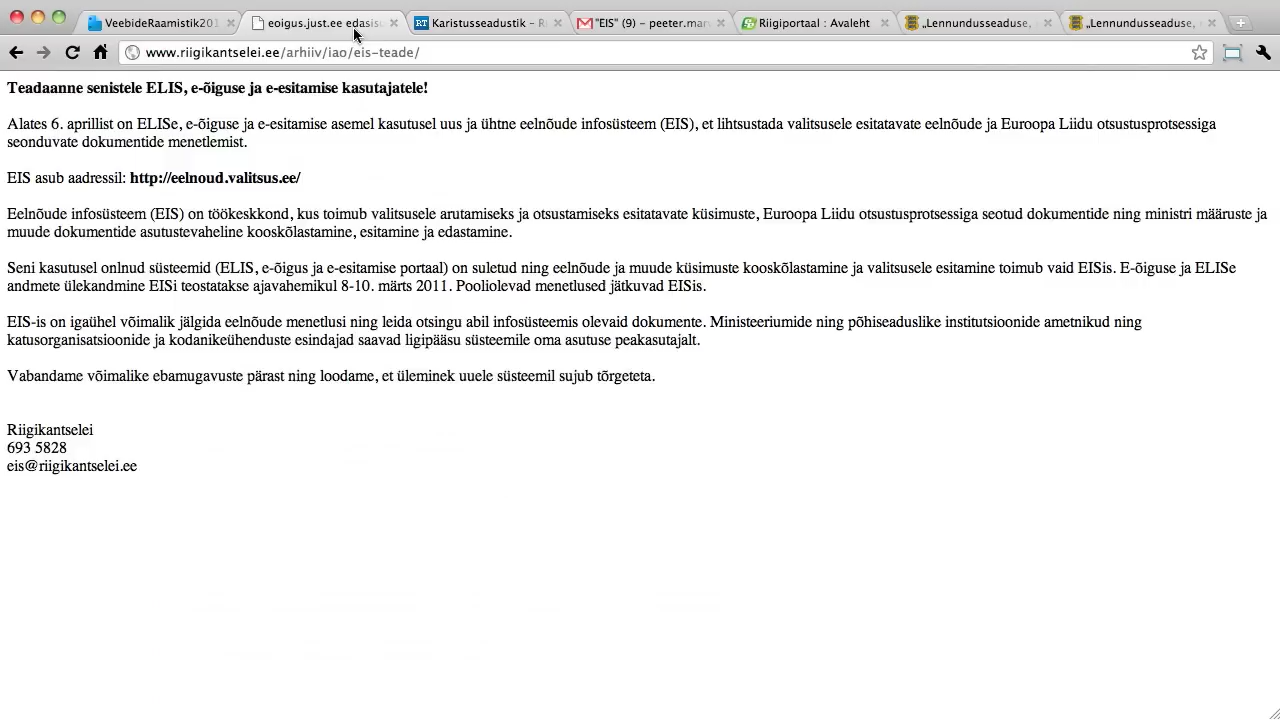 VeebideRaamistik201
eoigus.just.ee edasisu
Karistusseadustik – Ri
"EIS" (9) – peeter.mar
Riigiportaal : Avaleht
„Lennundusseaduse,
„Lennundusseaduse,
www.riigikantselei.ee/arhiiv/iao/eis-teade/
Teadaanne senistele ELIS, e-õiguse ja e-esitamise kasutajatele!
Alates 6. aprillist on ELISe, e-õiguse ja e-esitamise asemel kasutusel uus ja ühtne eelnõude infosüsteem (EIS), et lihtsustada valitsusele esitatavate eelnõude ja Euroopa Liidu otsustusprotsessiga
seonduvate dokumentide menetlemist.
EIS asub aadressil: http://eelnoud.valitsus.ee/
Eelnõude infosüsteem (EIS) on töökeskkond, kus toimub valitsusele arutamiseks ja otsustamiseks esitatavate küsimuste, Euroopa Liidu otsustusprotsessiga seotud dokumentide ning ministri määruste ja
muude dokumentide asutustevaheline kooskõlastamine, esitamine ja edastamine.
Seni kasutusel onlnud süsteemid (ELIS, e-õigus ja e-esitamise portaal) on suletud ning eelnõude ja muude küsimuste kooskõlastamine ja valitsusele esitamine toimub vaid EISis. E-õiguse ja ELISe
andmete ülekandmine EISi teostatakse ajavahemikul 8-10. märts 2011. Pooliolevad menetlused jätkuvad EISis.
EIS-is on igaühel võimalik jälgida eelnõude menetlusi ning leida otsingu abil infosüsteemis olevaid dokumente. Ministeeriumide ning põhiseaduslike institutsioonide ametnikud ning
katusorganisatsioonide ja kodanikeühenduste esindajad saavad ligipääsu süsteemile oma asutuse peakasutajalt.
Vabandame võimalike ebamugavuste pärast ning loodame, et üleminek uuele süsteemil sujub tõrgeteta.
Riigikantselei
693 5828
eis@riigikantselei.ee